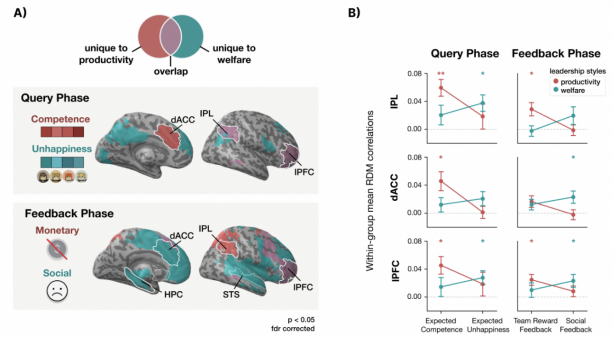 A)
unique to
productivity
unique to
welfare
overlap
Query Phase
Competence
Unhappiness
dACC
IPL
lPFC
Feedback Phase
Monetary
Social
dACC
HPC
IPL
STS
lPFC
p < 0.05
fdr corrected
B)
Query Phase
Feedback Phase
leadership styles
productivity
welfare
Within-group mean RDM correlations
IPL
0.08
0.04
0.00
** *
*
dACC
0.08
0.04
0.00
*
*
lPFC
0.08
0.04
0.00
* *
* *
Expected
Competence
Expected
Unhappiness
Team Reward
Feedback
Social
Feedback